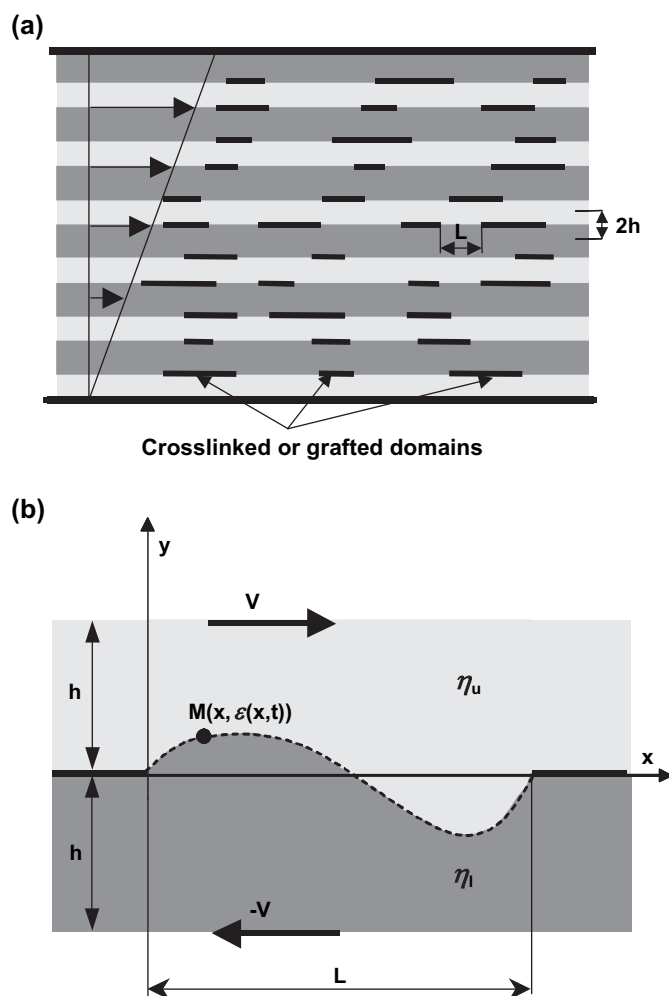 (a)
L
2h
Crosslinked or grafted domains
(b)
y
V
h
ηu
M(x, ε(x,t))
x
h
ηl
-V
L